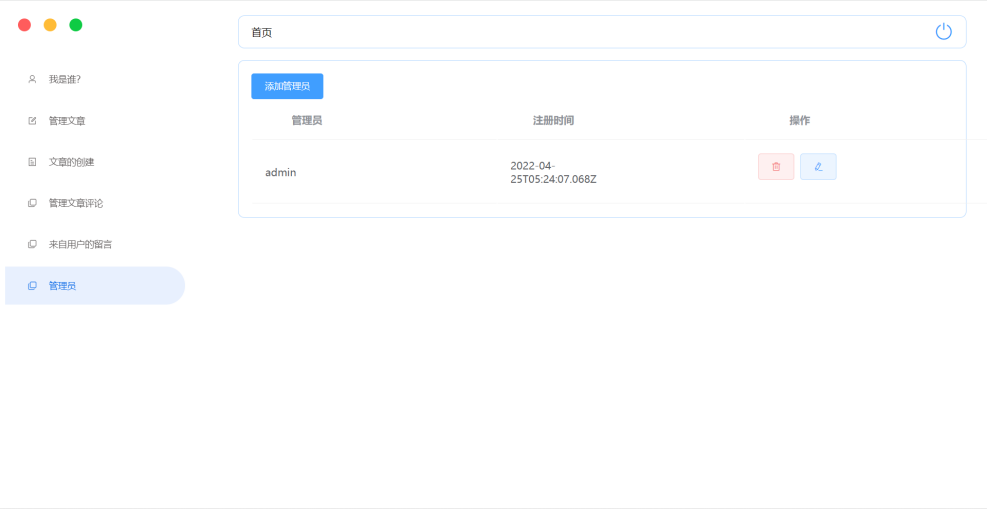 首页
我是谁?
管理文章
文章的创建
管理文章评论
来自用户的留言
管理员
添加管理员
管理员 注册时间 操作
admin
2022-04-
25T05:24:07.068Z